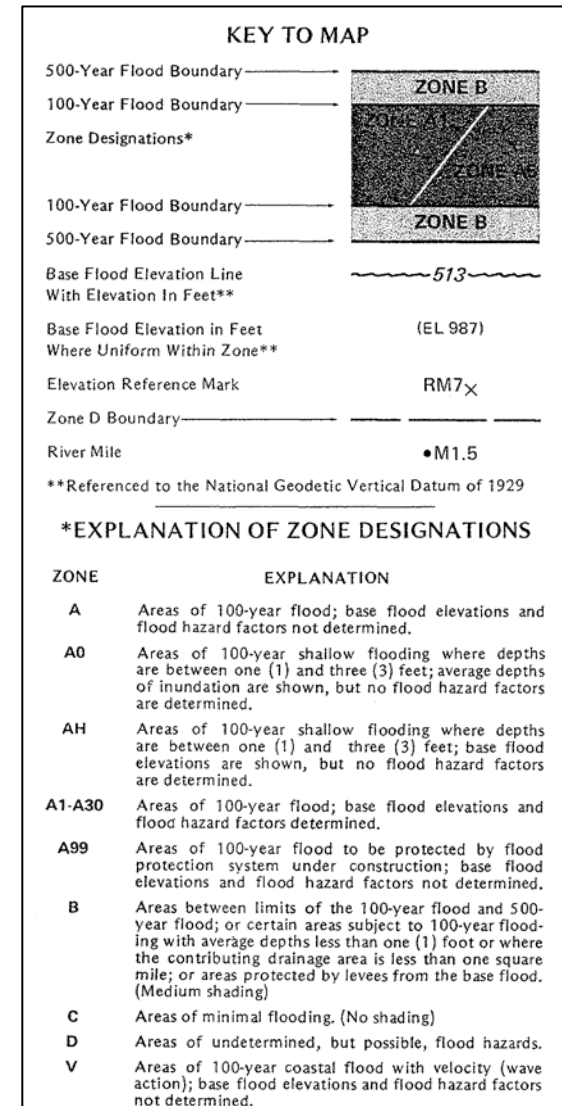 KEY TO MAP
500-Year Flood Boundary
ZONE B
100-Year Flood Boundary
ZONE A1
Zone Designations*
ZONE
100-Year Flood Boundary
ZONE B
500-Year Flood Boundary
Base Flood Elevation Line
With Elevation In Feet**
513
Base Flood Elevation in Feet
Where Uniform Within Zone**
(EL 987)
Elevation Reference Mark
RM7×
Zone D Boundary
River Mile
•M1.5
**Referenced to the National Geodetic Vertical Datum of 1929
*EXPLANATION OF ZONE DESIGNATIONS
ZONE EXPLANATION
A Areas of 100-year flood; base flood elevations and
flood hazard factors not determined.
A0 Areas of 100-year shallow flooding where depths
are between one (1) and three (3) feet; average depths
of inundation are shown, but no flood hazard factors
are determined.
AH Areas of 100-year shallow flooding where depths
are between one (1) and three (3) feet; base flood
elevations are shown, but no flood hazard factors
are determined.
A1-A30 Areas of 100-year flood; base flood elevations and
flood hazard factors determined.
A99 Areas of 100-year flood to be protected by flood
protection system under construction; base flood
elevations and flood hazard factors not determined.
B Areas between limits of the 100-year flood and 500-
year flood; or certain areas subject to 100-year flood-
ing with average depths less than one (1) foot or where
the contributing drainage area is less than one square
mile; or areas protected by levees from the base flood.
(Medium shading)
C Areas of minimal flooding. (No shading)
D Areas of undetermined, but possible, flood hazards.
V Areas of 100-year coastal flood with velocity (wave
action); base flood elevations and flood hazard factors
not determined.